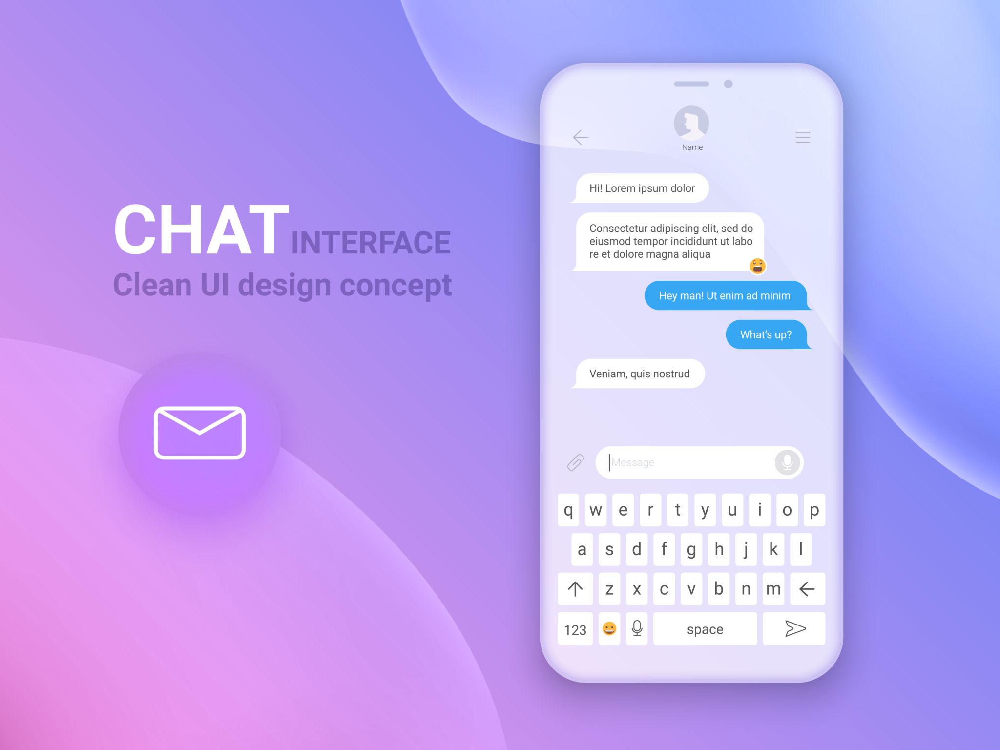 CHAT INTERFACE
Clean UI design concept
Name
Hi! Lorem ipsum dolor
Consectetur adipiscing elit, sed do
eiusmod tempor incididunt ut labo
re et dolore magna aliqua
Hey man! Ut enim ad minim
What’s up?
Veniam, quis nostrud
Message
q w e r t y u i o p
a s d f g h j k l
z x c v b n m
123 space